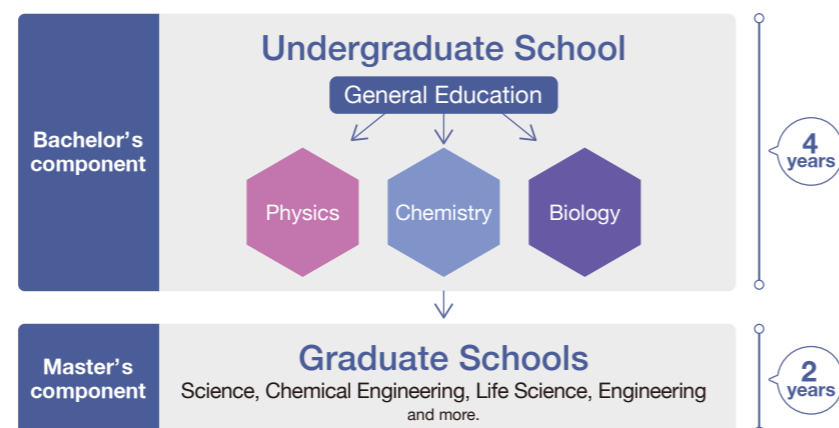 Undergraduate School
General Education
Bachelor's
component
Physics
Chemistry
Biology
4
years
Graduate Schools
Master's
component
Science, Chemical Engineering, Life Science, Engineering
and more.
2
years